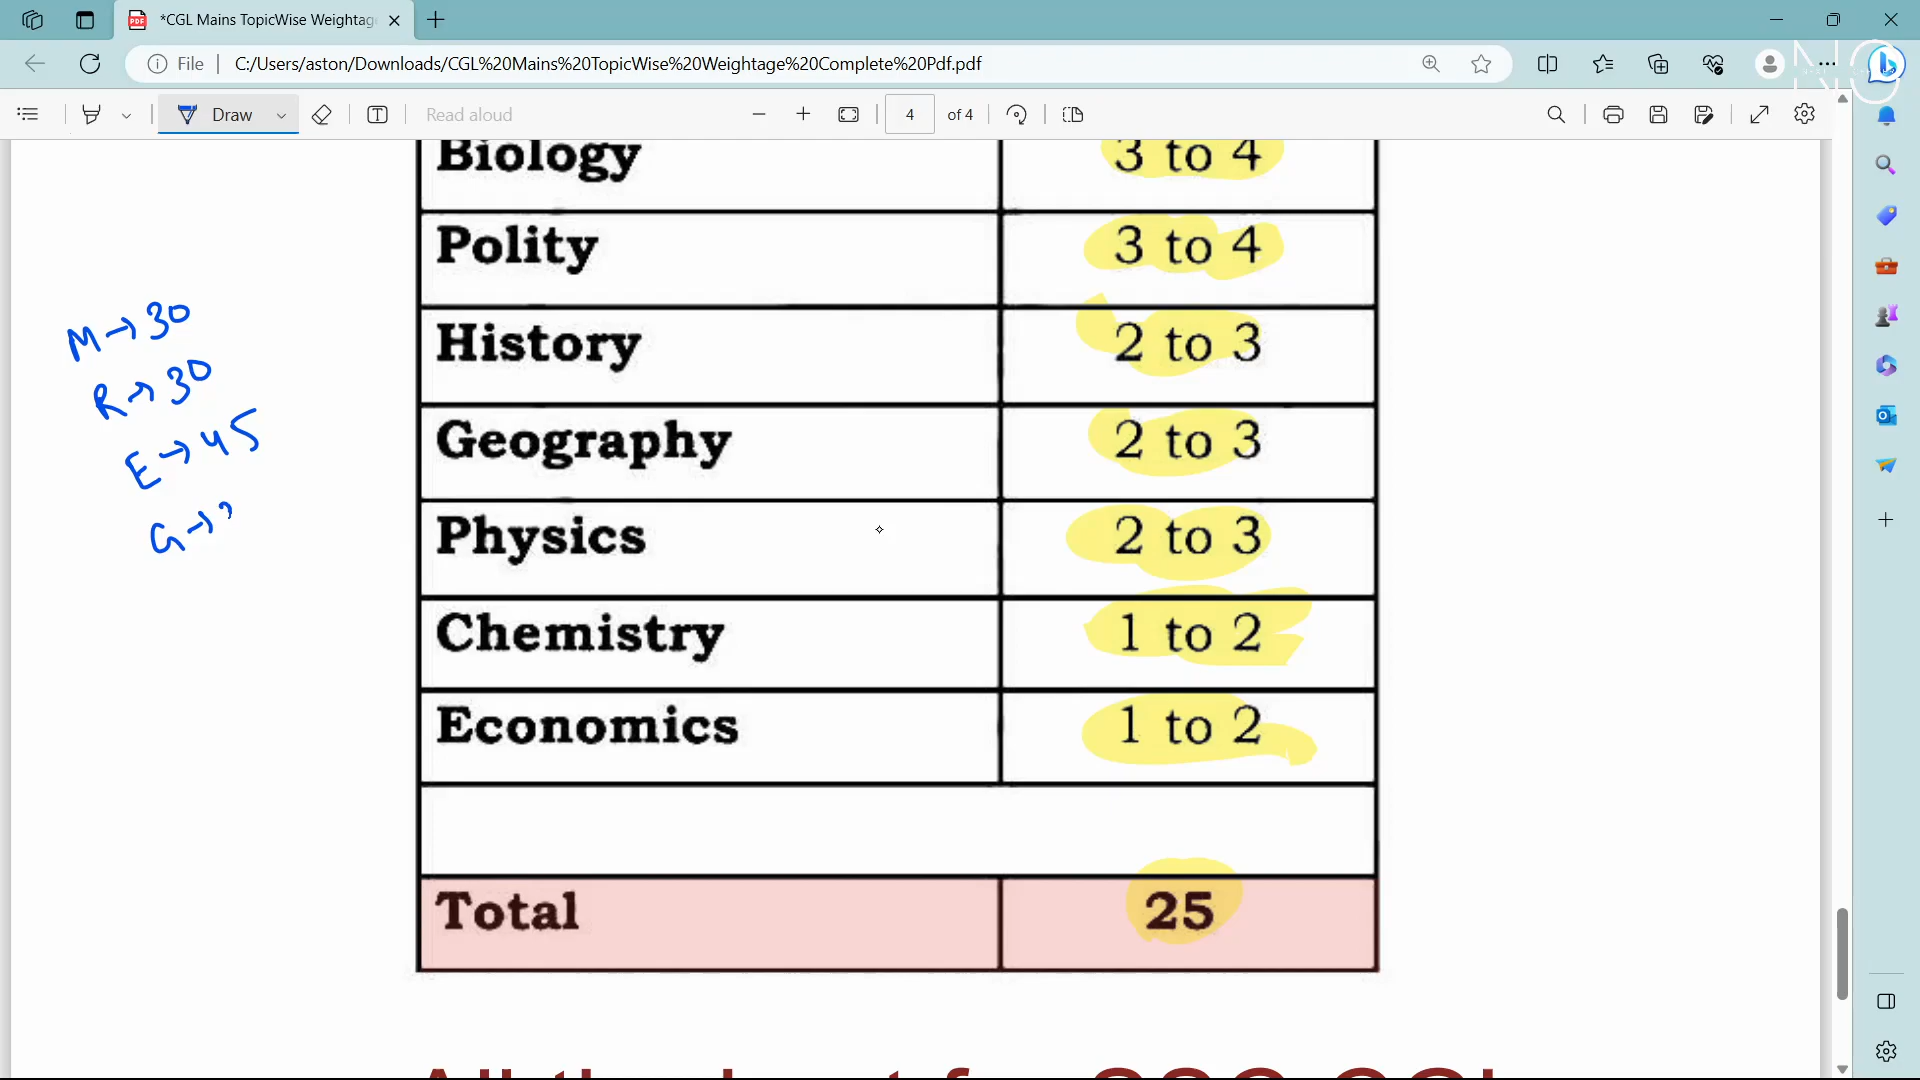 *CGL Mains TopicWise Weightag
File
C:/Users/aston/Downloads/CGL%20Mains%20TopicWise%20Weightage%20Complete%20Pdf.pdf
Draw
Read aloud
4 of 4
Biology 3 to 4
Polity 3 to 4
History 2 to 3
Geography 2 to 3
Physics 2 to 3
Chemistry 1 to 2
Economics 1 to 2
Total 25
M→30
R→30
E→45
G→